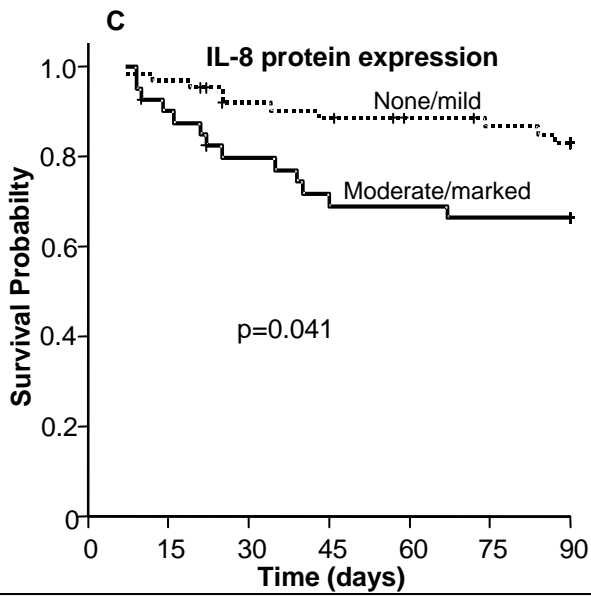 C
IL-8 protein expression
1.0
None/mild
0.8
Moderate/marked
0.6
p=0.041
0.4
0.2
0
Survival Probabilty
0 15 30 45 60 75 90
Time (days)